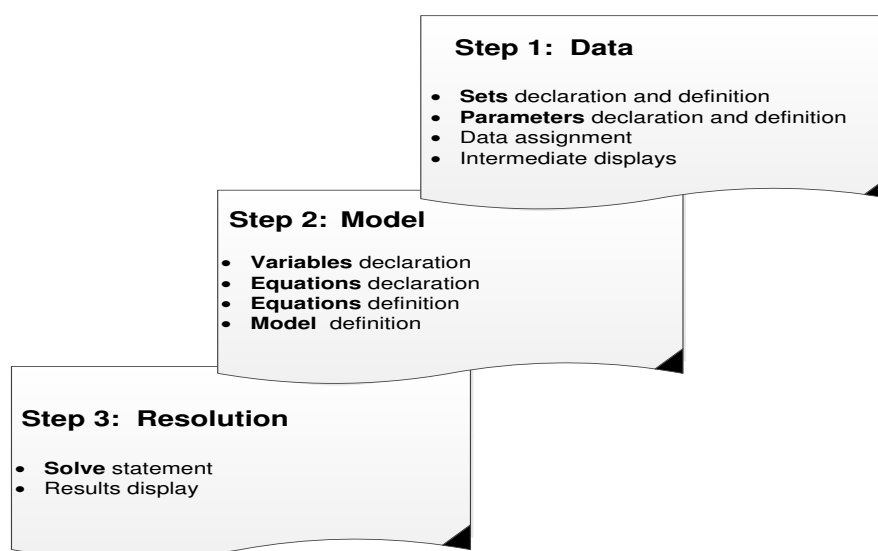 Step 1: Data
• Sets declaration and definition
• Parameters declaration and definition
• Data assignment
• Intermediate displays
Step 2: Model
• Variables declaration
• Equations declaration
• Equations definition
• Model definition
Step 3: Resolution
• Solve statement
• Results display